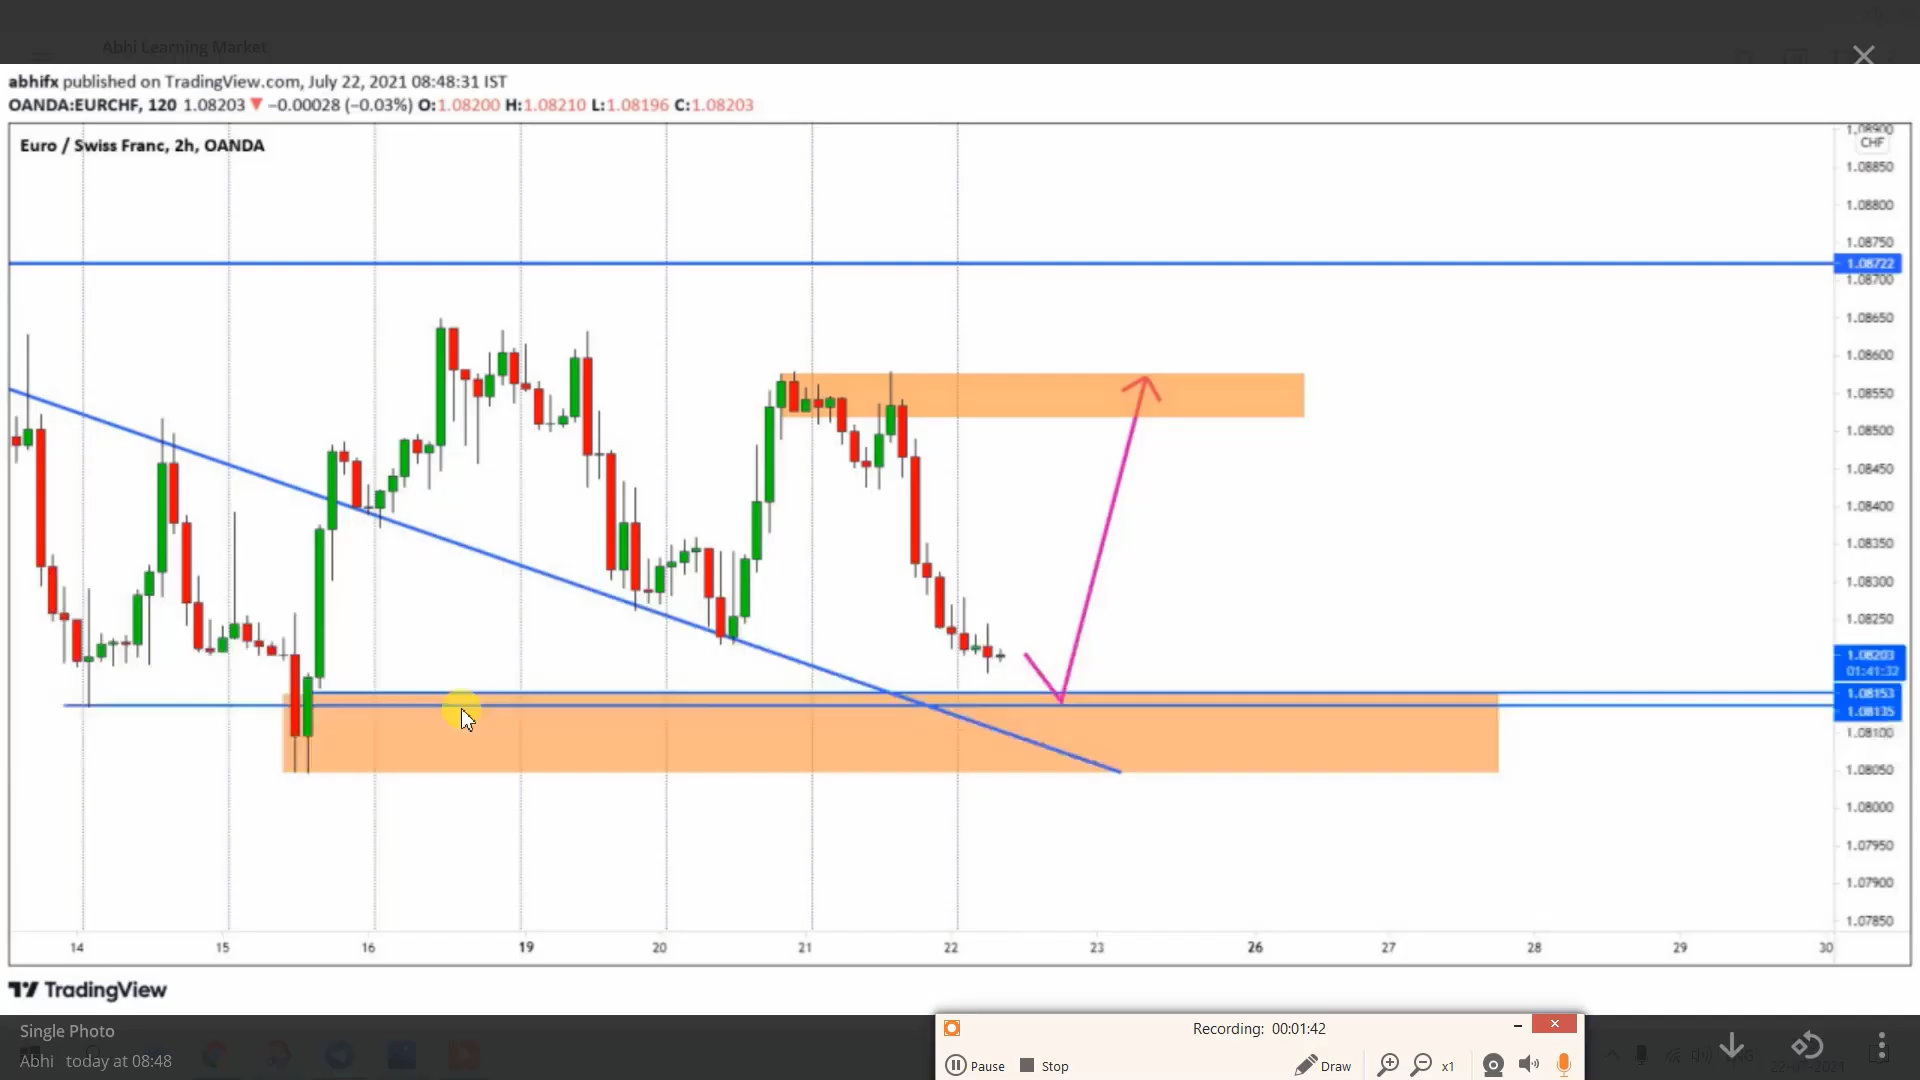 Abhi Learning Market
abhifx published on TradingView.com, July 22, 2021 08:48:31 IST
OANDA:EURCHF, 120 1.08203 ▼ −0.00028 (−0.03%) O:1.08200 H:1.08210 L:1.08196 C:1.08203
Euro / Swiss Franc, 2h, OANDA
1.08900
CHF
1.08850
1.08800
1.08750
1.08722
1.08700
1.08650
1.08600
1.08550
1.08500
1.08450
1.08400
1.08350
1.08300
1.08250
1.08203
01:41:32
1.08153
1.08135
1.08100
1.08050
1.08000
1.07950
1.07900
1.07850
14 15 16 19 20 21 22 23 26 27 28 29 30
TradingView
Single Photo
Abhi today at 08:48
Recording: 00:01:42
Pause Stop Draw x1
22-07-2021